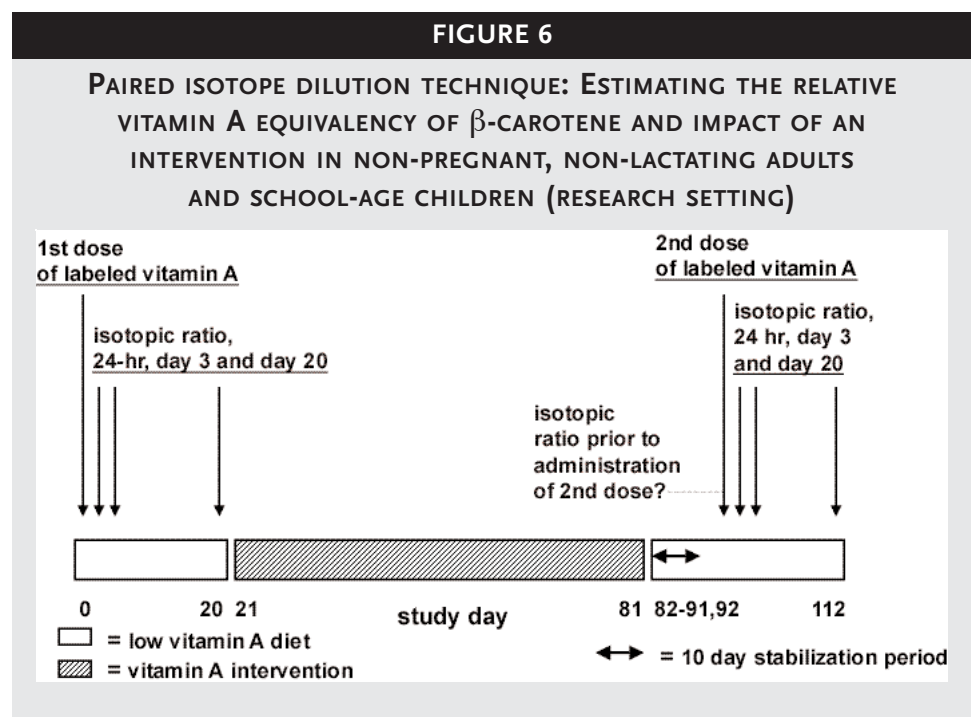 FIGURE 6
PAIRED ISOTOPE DILUTION TECHNIQUE: ESTIMATING THE RELATIVE
VITAMIN A EQUIVALENCY OF β-CAROTENE AND IMPACT OF AN
INTERVENTION IN NON-PREGNANT, NON-LACTATING ADULTS
AND SCHOOL-AGE CHILDREN (RESEARCH SETTING)
1st dose
of labeled vitamin A
isotopic ratio,
24-hr, day 3 and day 20
2nd dose
of labeled vitamin A
isotopic ratio,
24 hr, day 3
and day 20
isotopic
ratio prior to
administration
of 2nd dose?
0 20 21 study day 81 82-91,92 112
= low vitamin A diet
= vitamin A intervention
= 10 day stabilization period